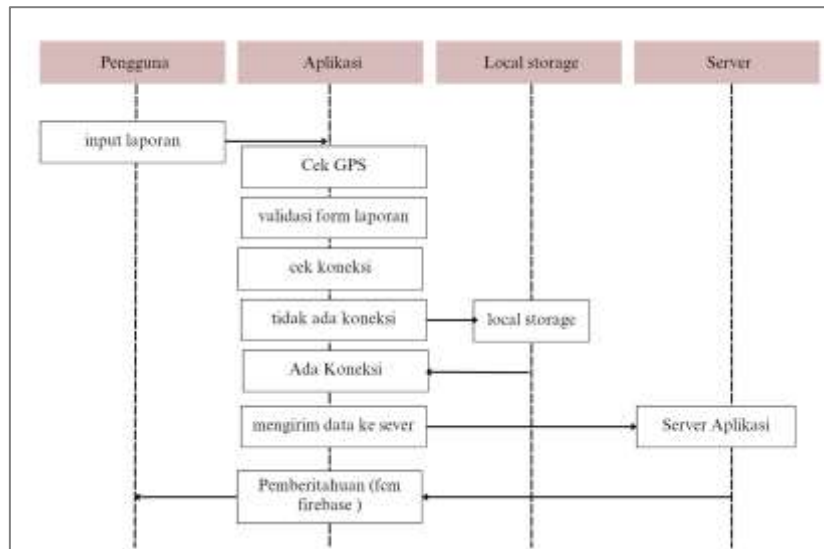 Pengguna
Aplikasi
Local storage
Server
input laporan
Cek GPS
validasi form laporan
cek koneksi
tidak ada koneksi
local storage
Ada Koneksi
mengirim data ke sever
Server Aplikasi
Pemberitahuan (fcm
firebase )